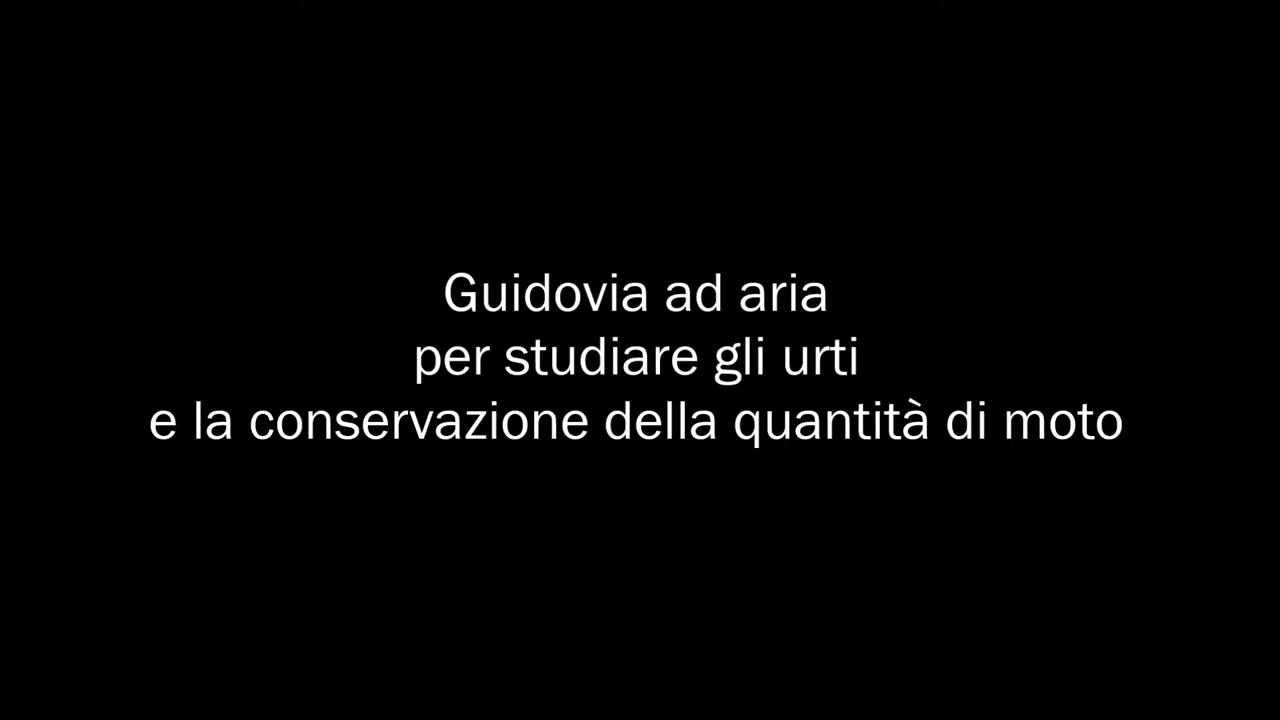 Guidovia ad aria
per studiare gli urti
e la conservazione della quantità di moto